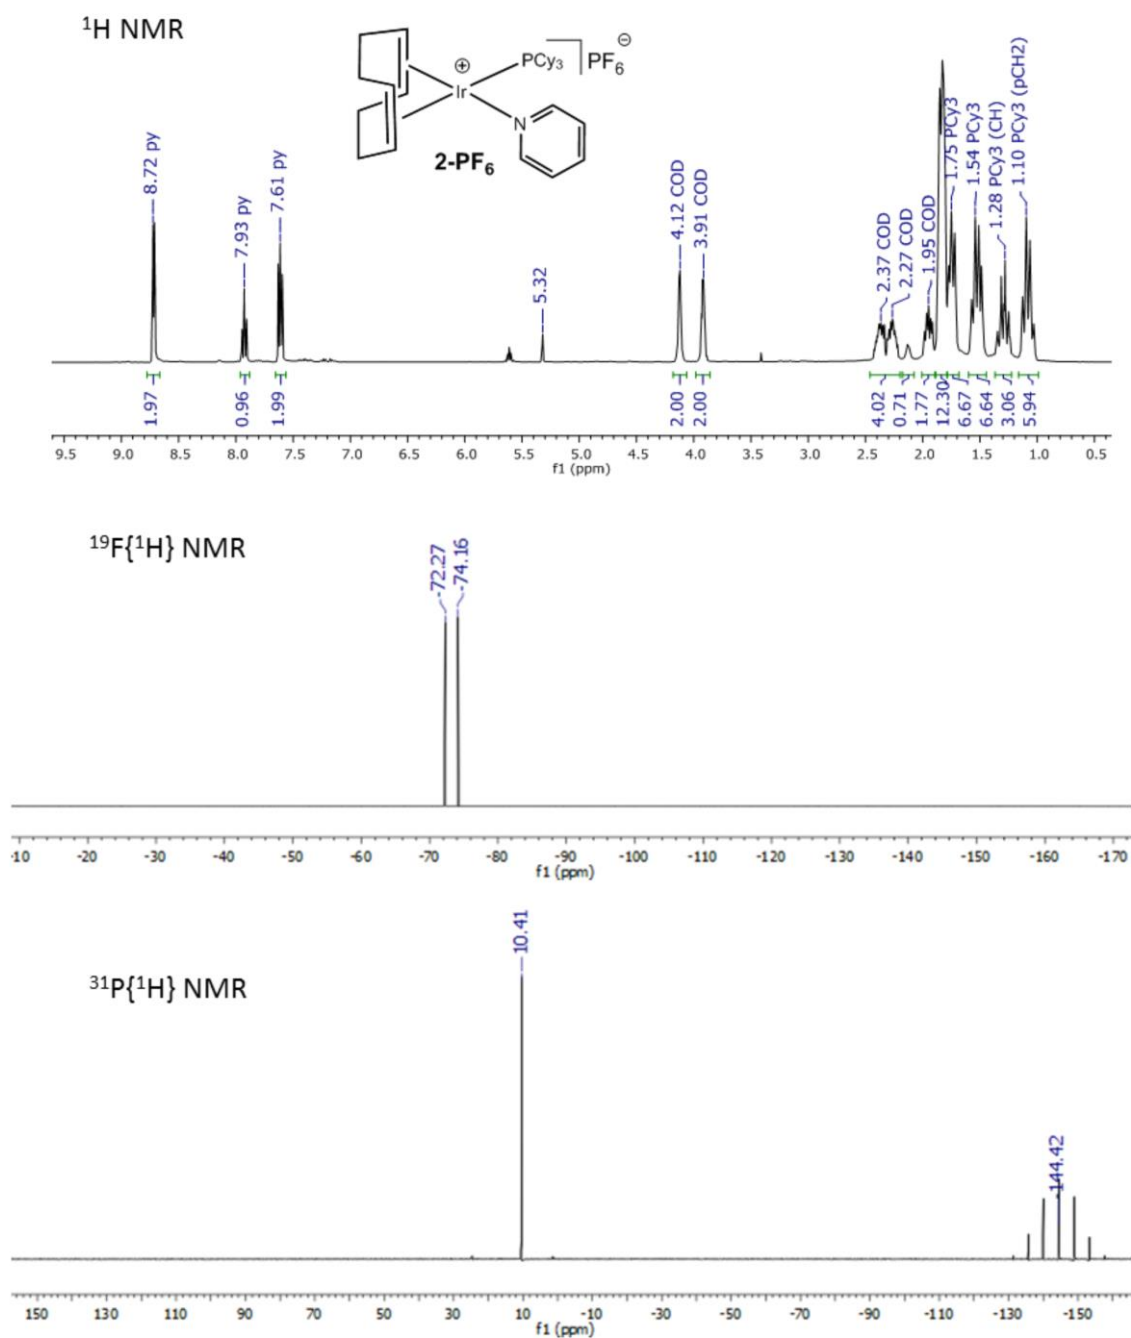 ¹H NMR
⊕
Ir
PCy₃
PF₆
⊖
N
2-PF₆
8.72 py
7.93 py
7.61 py
5.32
4.12 COD
3.91 COD
2.37 COD
2.27 COD
1.95 COD
1.75 PCy3
1.54 PCy3
1.28 PCy3 (CH)
1.10 PCy3 (pCH2)
1.97
0.96
1.99
2.00
2.00
4.02
0.71
1.77
12.30
6.67
6.64
3.06
5.94
9.5 9.0 8.5 8.0 7.5 7.0 6.5 6.0 5.5 5.0 4.5 4.0 3.5 3.0 2.5 2.0 1.5 1.0 0.5
f1 (ppm)
¹⁹F{¹H} NMR
-72.27
-74.16
-10 -20 -30 -40 -50 -60 -70 -80 -90 -100 -110 -120 -130 -140 -150 -160 -170
f1 (ppm)
³¹P{¹H} NMR
10.41
-144.42
150 130 110 90 70 50 30 10 -10 -30 -50 -70 -90 -110 -130 -150
f1 (ppm)